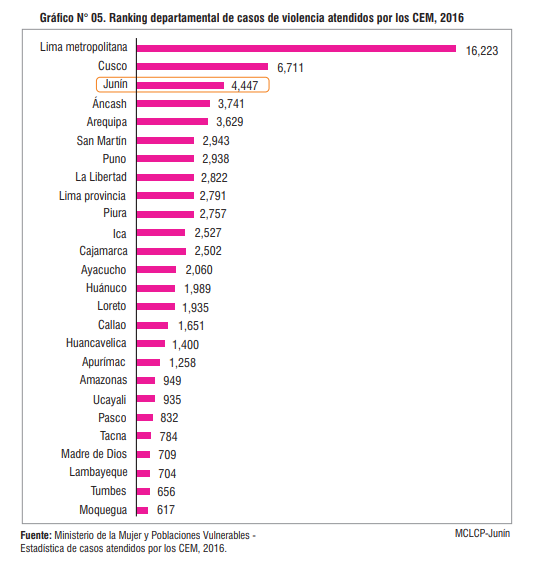 Gráfico N° 05. Ranking departamental de casos de violencia atendidos por los CEM, 2016
Lima metropolitana 16,223
Cusco 6,711
Junín 4,447
Áncash 3,741
Arequipa 3,629
San Martín 2,943
Puno 2,938
La Libertad 2,822
Lima provincia 2,791
Piura 2,757
Ica 2,527
Cajamarca 2,502
Ayacucho 2,060
Huánuco 1,989
Loreto 1,935
Callao 1,651
Huancavelica 1,400
Apurímac 1,258
Amazonas 949
Ucayali 935
Pasco 832
Tacna 784
Madre de Dios 709
Lambayeque 704
Tumbes 656
Moquegua 617
Fuente: Ministerio de la Mujer y Poblaciones Vulnerables -
Estadística de casos atendidos por los CEM, 2016.
MCLCP-Junín